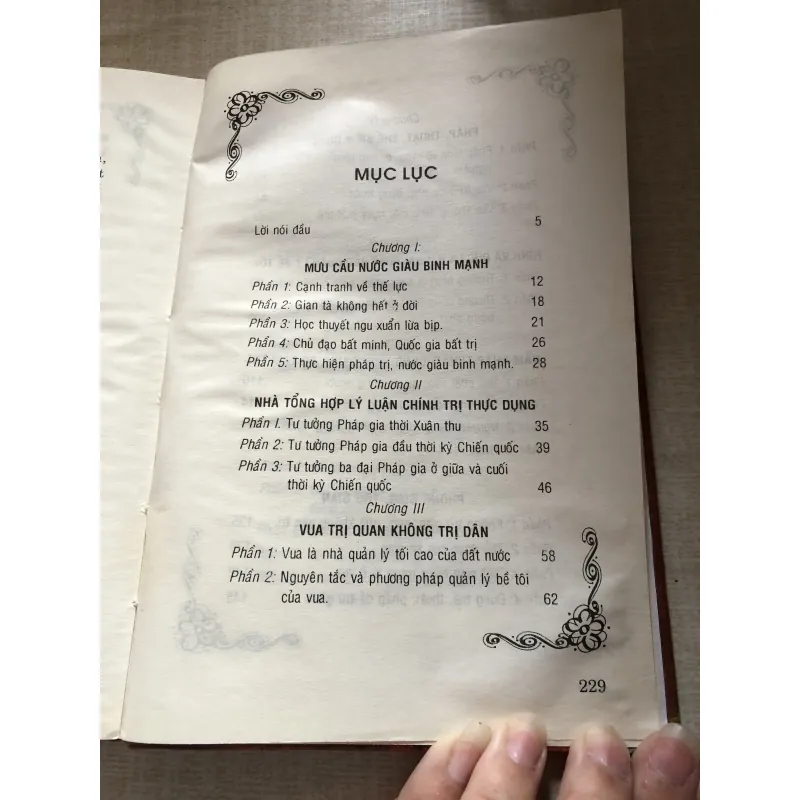 MỤC LỤC
Lời nói đầu 5
Chương I:
MƯU CẦU NƯỚC GIÀU BINH MẠNH
Phần 1: Cạnh tranh về thế lực 12
Phần 2: Gian tà không hết ở đời 18
Phần 3: Học thuyết ngu xuẩn lừa bịp. 21
Phần 4: Chủ đạo bất minh, Quốc gia bất trị 26
Phần 5: Thực hiện pháp trị, nước giàu binh mạnh. 28
Chương II
NHÀ TỔNG HỢP LÝ LUẬN CHÍNH TRỊ THỰC DỤNG
Phần I. Tư tưởng Pháp gia thời Xuân thu 35
Phần 2: Tư tưởng Pháp gia đầu thời kỳ Chiến quốc 39
Phần 3: Tư tưởng ba đại Pháp gia ở giữa và cuối
thời kỳ Chiến quốc 46
Chương III
VUA TRỊ QUAN KHÔNG TRỊ DÂN
Phần 1: Vua là nhà quản lý tối cao của đất nước 58
Phần 2: Nguyên tắc và phương pháp quản lý bề tôi
của vua. 62
229